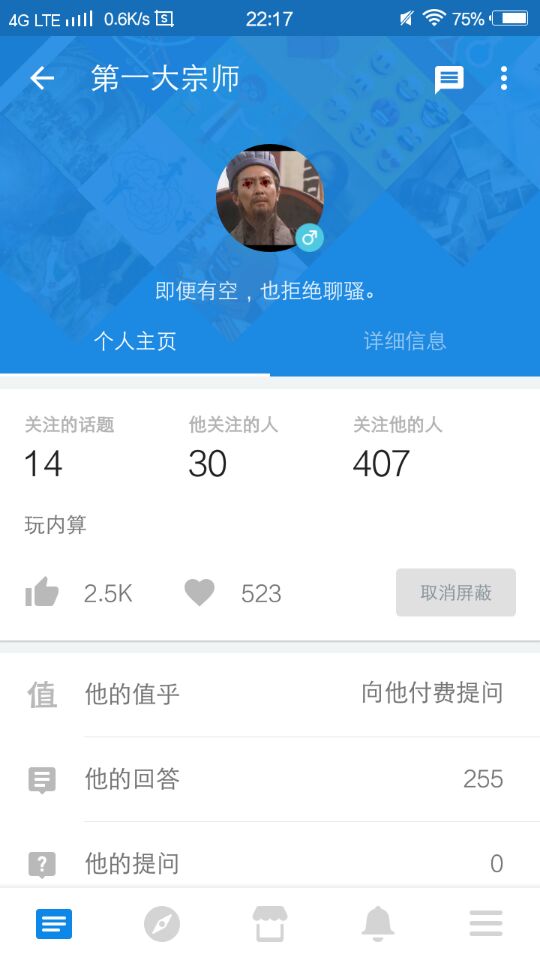 4G LTE 0.6K/s S 22:17 75%
第一大宗师
即便有空，也拒绝聊骚。
个人主页 详细信息
关注的话题 他关注的人 关注他的人
14 30 407
玩内算
2.5K 523 取消屏蔽
值 他的值乎 向他付费提问
他的回答 255
? 他的提问 0